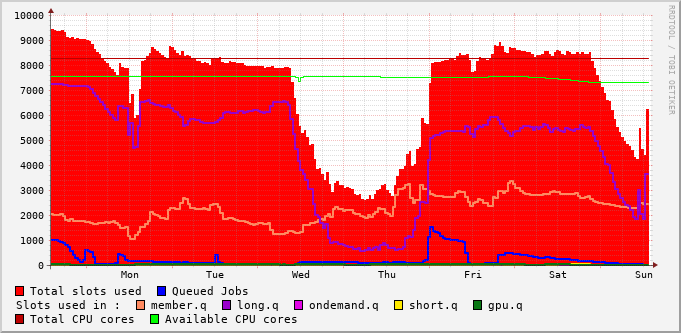 10000
9000
8000
7000
6000
5000
4000
3000
2000
1000
0
Mon Tue Wed Thu Fri Sat Sun
RRDTOOL / TOBI OETIKER
Total slots used Queued Jobs
Slots used in : member.q long.q ondemand.q short.q gpu.q
Total CPU cores Available CPU cores